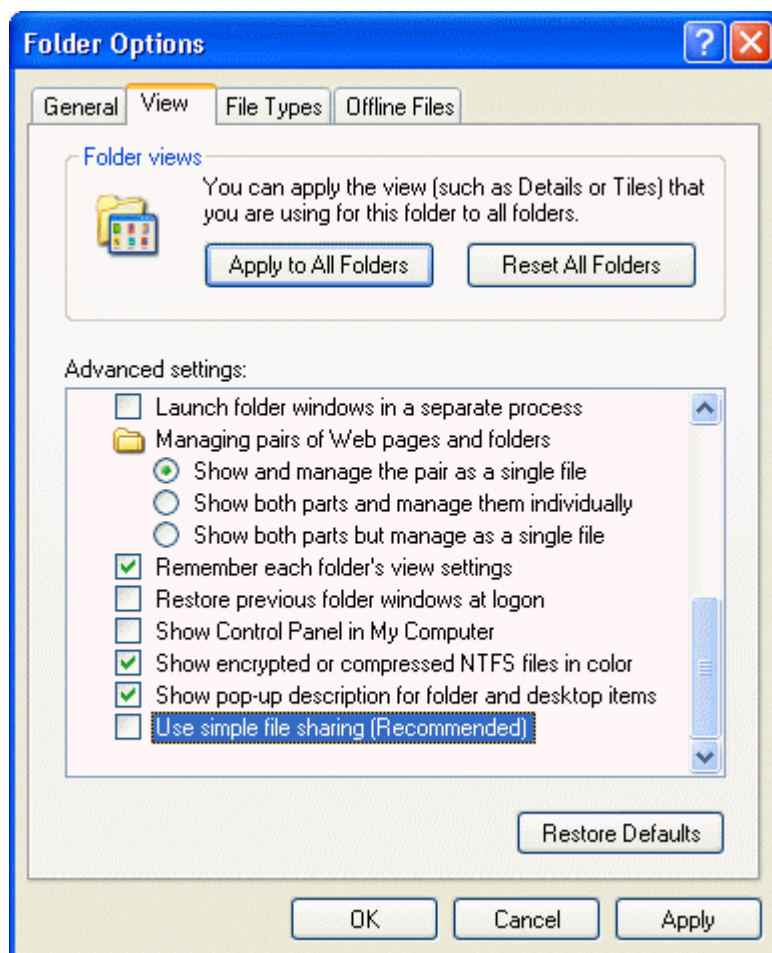 Folder Options
General View File Types Offline Files
Folder views
You can apply the view (such as Details or Tiles) that
you are using for this folder to all folders.
Apply to All Folders Reset All Folders
Advanced settings:
Launch folder windows in a separate process
Managing pairs of Web pages and folders
Show and manage the pair as a single file
Show both parts and manage them individually
Show both parts but manage as a single file
Remember each folder's view settings
Restore previous folder windows at logon
Show Control Panel in My Computer
Show encrypted or compressed NTFS files in color
Show pop-up description for folder and desktop items
Use simple file sharing (Recommended)
Restore Defaults
OK Cancel Apply